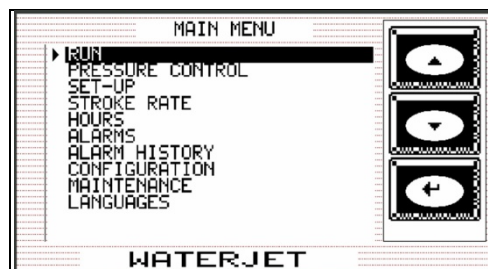 MAIN MENU
RUN
PRESSURE CONTROL
SET-UP
STROKE RATE
HOURS
ALARMS
ALARM HISTORY
CONFIGURATION
MAINTENANCE
LANGUAGES
WATERJET